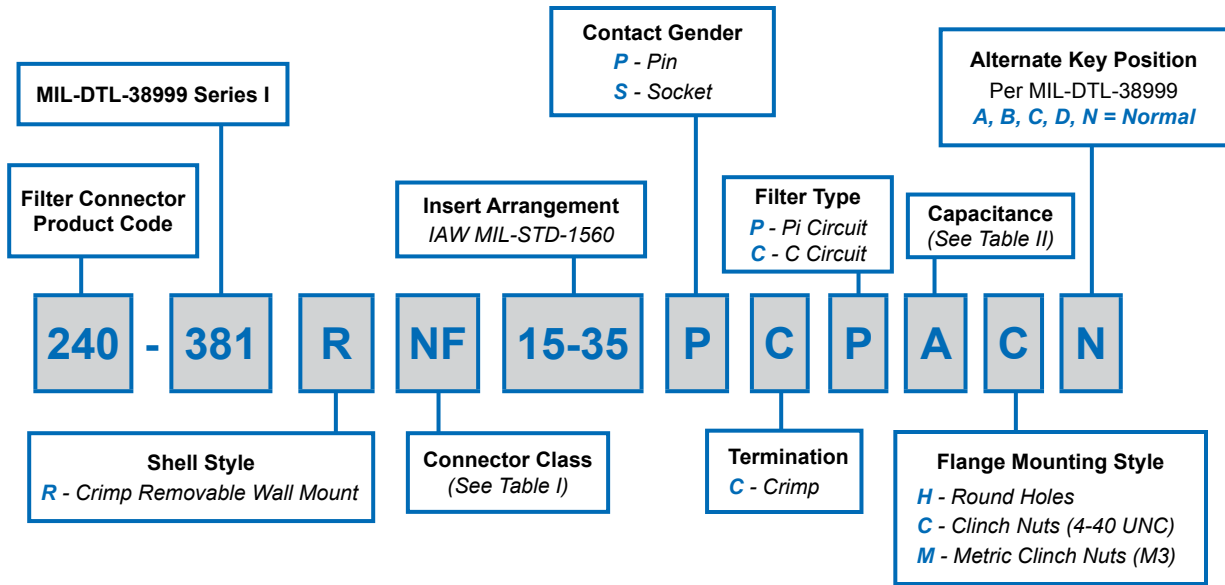 Contact Gender
P - Pin
S - Socket
Alternate Key Position
Per MIL-DTL-38999
A, B, C, D, N = Normal
MIL-DTL-38999 Series I
Filter Connector
Product Code
Insert Arrangement
IAW MIL-STD-1560
Filter Type
P - Pi Circuit
C - C Circuit
Capacitance
(See Table II)
240 - 381 R NF 15-35 P C P A C N
Shell Style
R - Crimp Removable Wall Mount
Connector Class
(See Table I)
Termination
C - Crimp
Flange Mounting Style
H - Round Holes
C - Clinch Nuts (4-40 UNC)
M - Metric Clinch Nuts (M3)